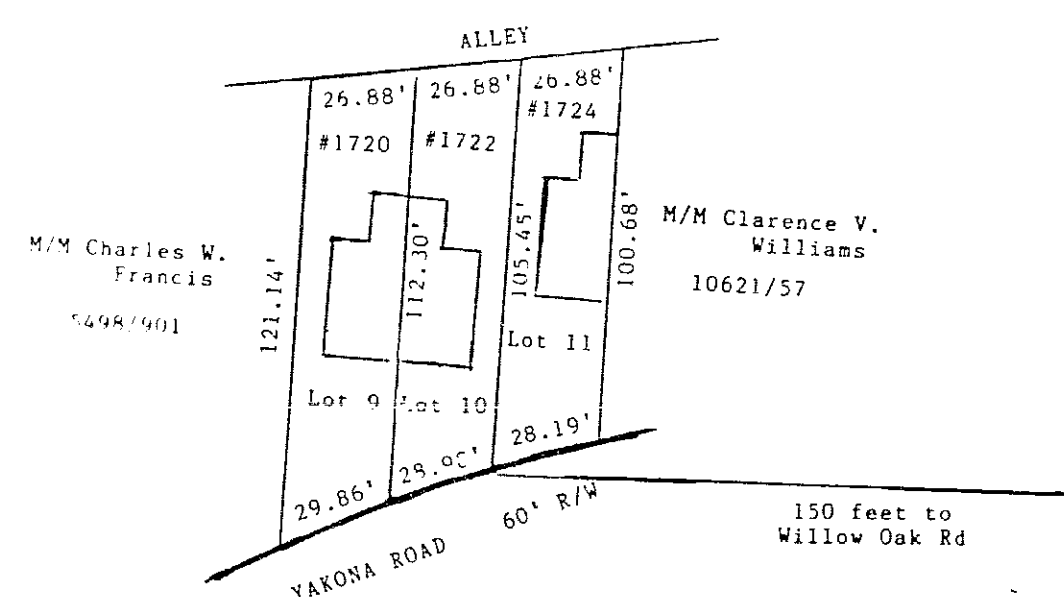 ALLEY
26.88' 26.88' 26.88'
#1720 #1722 #1724
M/M Charles W.
Francis
121.14'
112.30'
105.45'
100.68'
M/M Clarence V.
Williams
10621/57
Lot 9 Lot 10
Lot 11
29.86'
28.19'
60' R/W
YAKONA ROAD
150 feet to
Willow Oak Rd